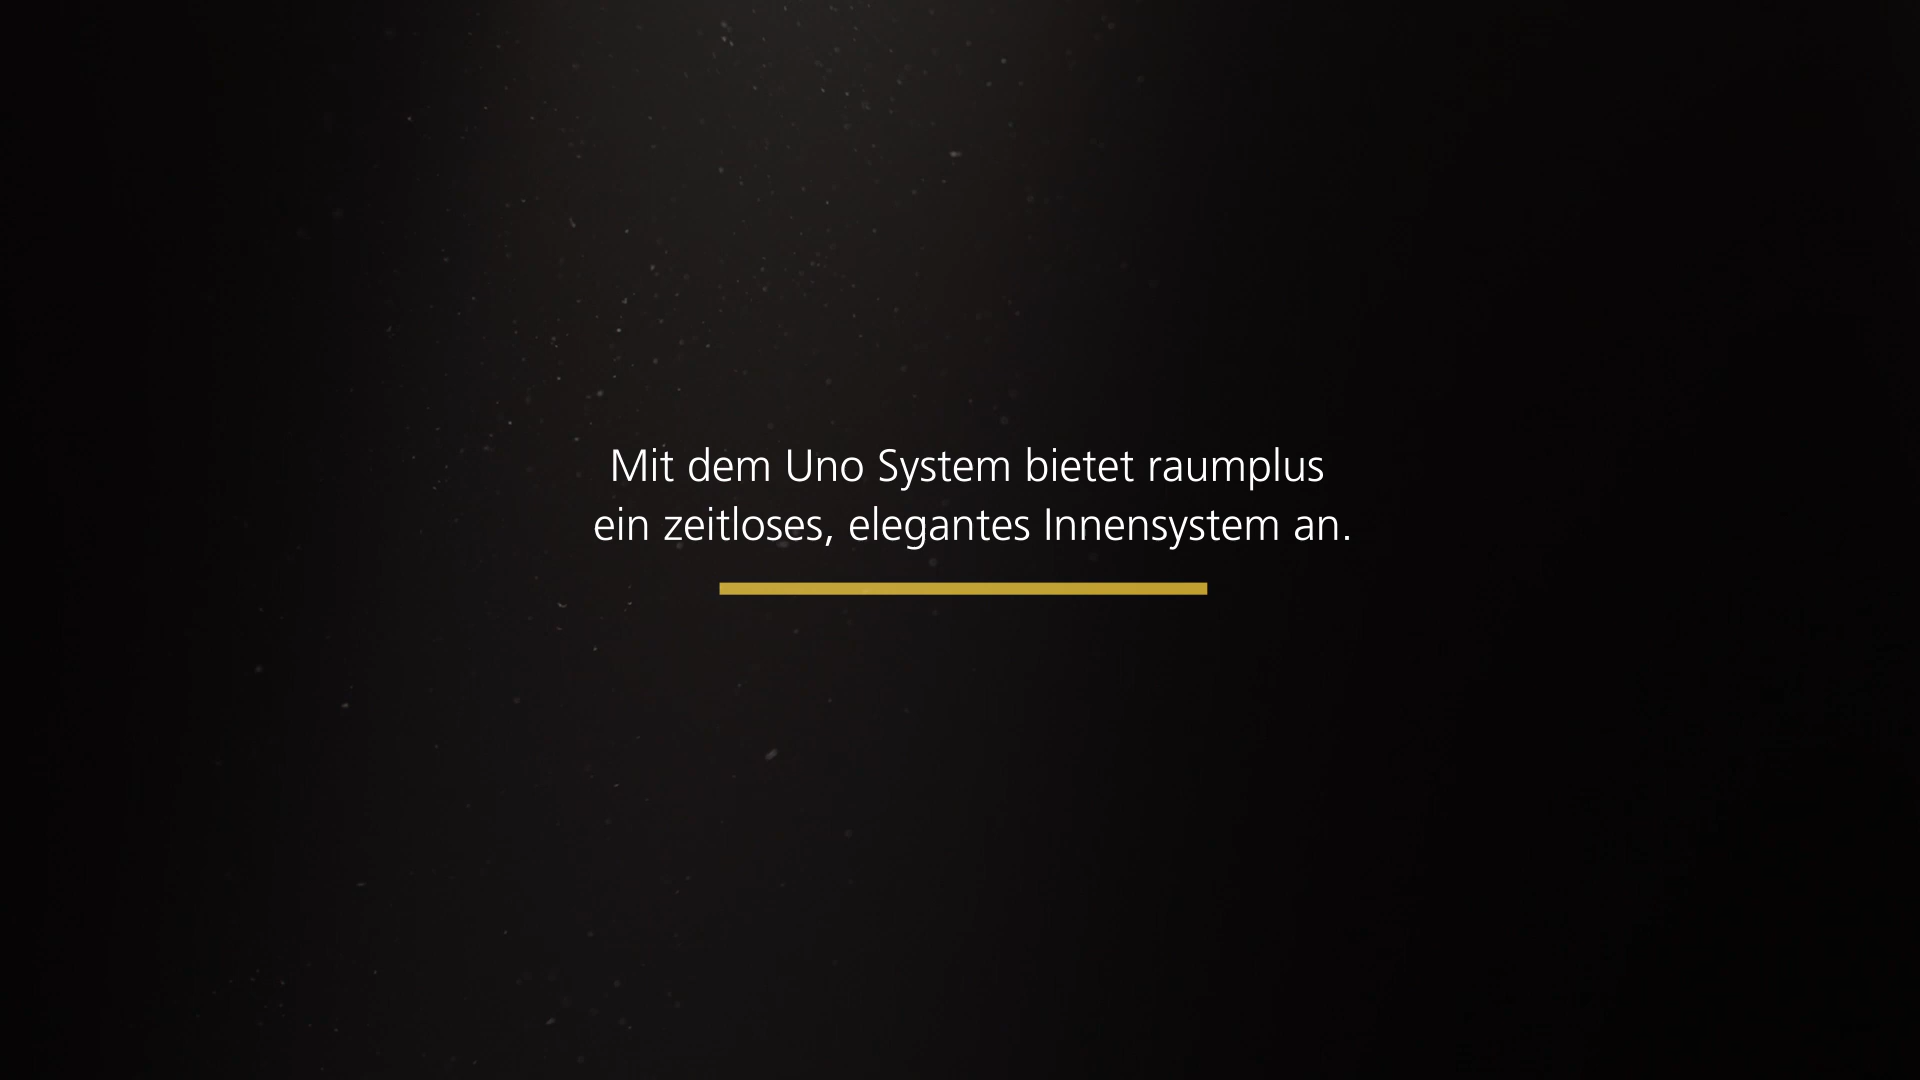 Mit dem Uno System bietet raumplus
ein zeitloses, elegantes Innensystem an.